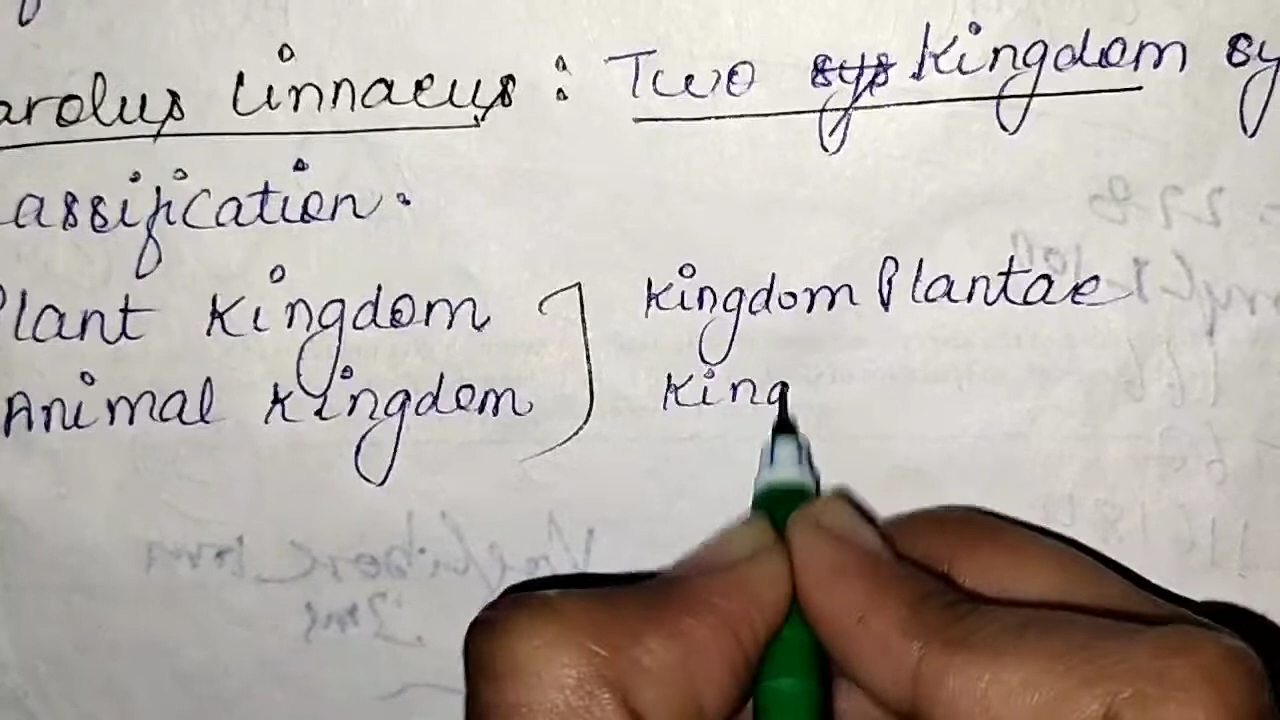 arolus Linnaeus : Two sys Kingdom sy
assification.
Plant Kingdom Kingdom Plantae
Animal Kingdom King